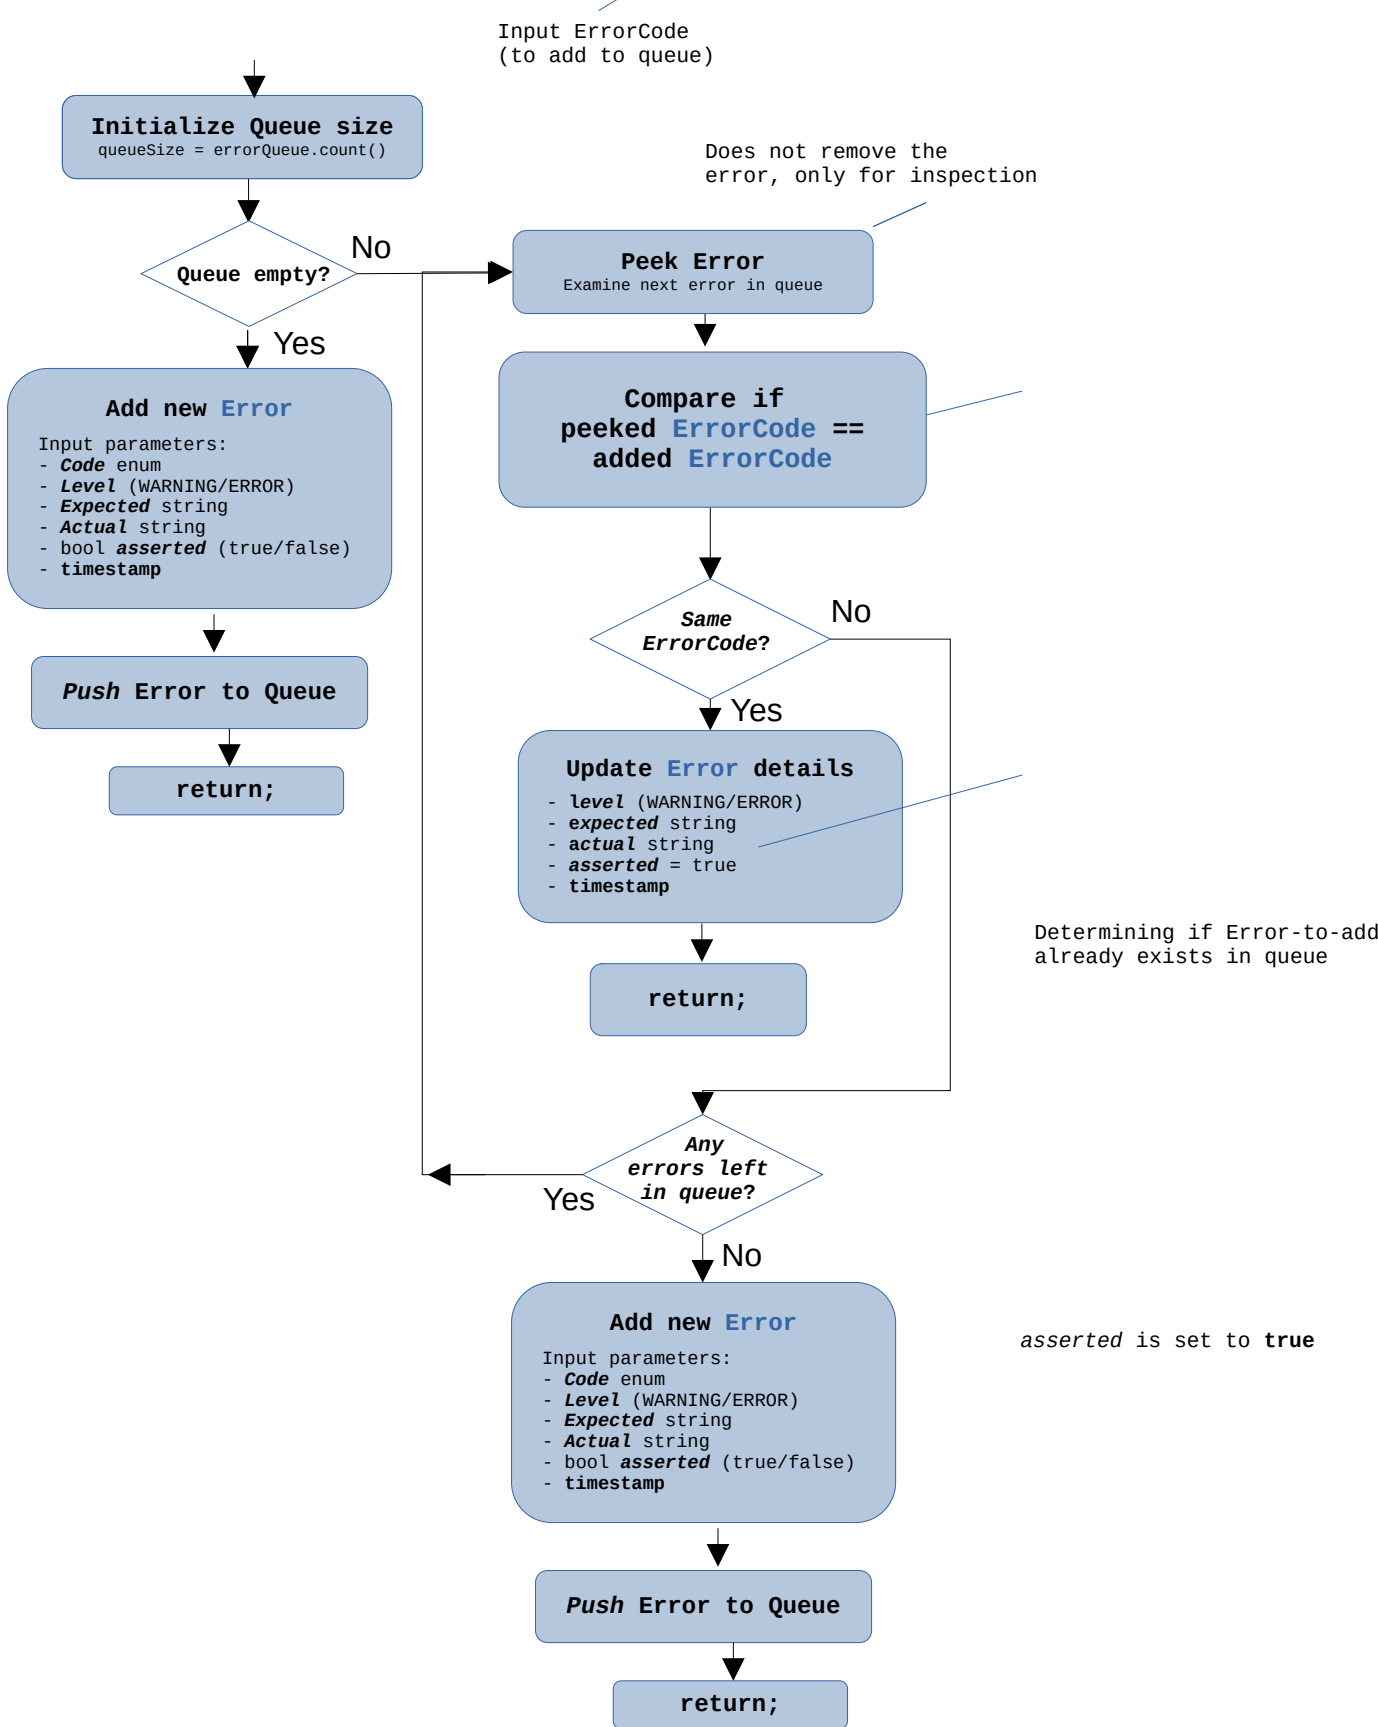 Input ErrorCode
(to add to queue)
Initialize Queue size
queueSize = errorQueue.count()
Does not remove the
error, only for inspection
Queue empty?
No
Yes
Peek Error
Examine next error in queue
Add new Error
Input parameters:
- Code enum
- Level (WARNING/ERROR)
- Expected string
- Actual string
- bool asserted (true/false)
- timestamp
Push Error to Queue
return;
Compare if
peeked ErrorCode ==
added ErrorCode
Same
ErrorCode?
No
Yes
Update Error details
- level (WARNING/ERROR)
- expected string
- actual string
- asserted = true
- timestamp
return;
Determining if Error-to-add
already exists in queue
Any
errors left
in queue?
Yes
No
Add new Error
Input parameters:
- Code enum
- Level (WARNING/ERROR)
- Expected string
- Actual string
- bool asserted (true/false)
- timestamp
asserted is set to true
Push Error to Queue
return;